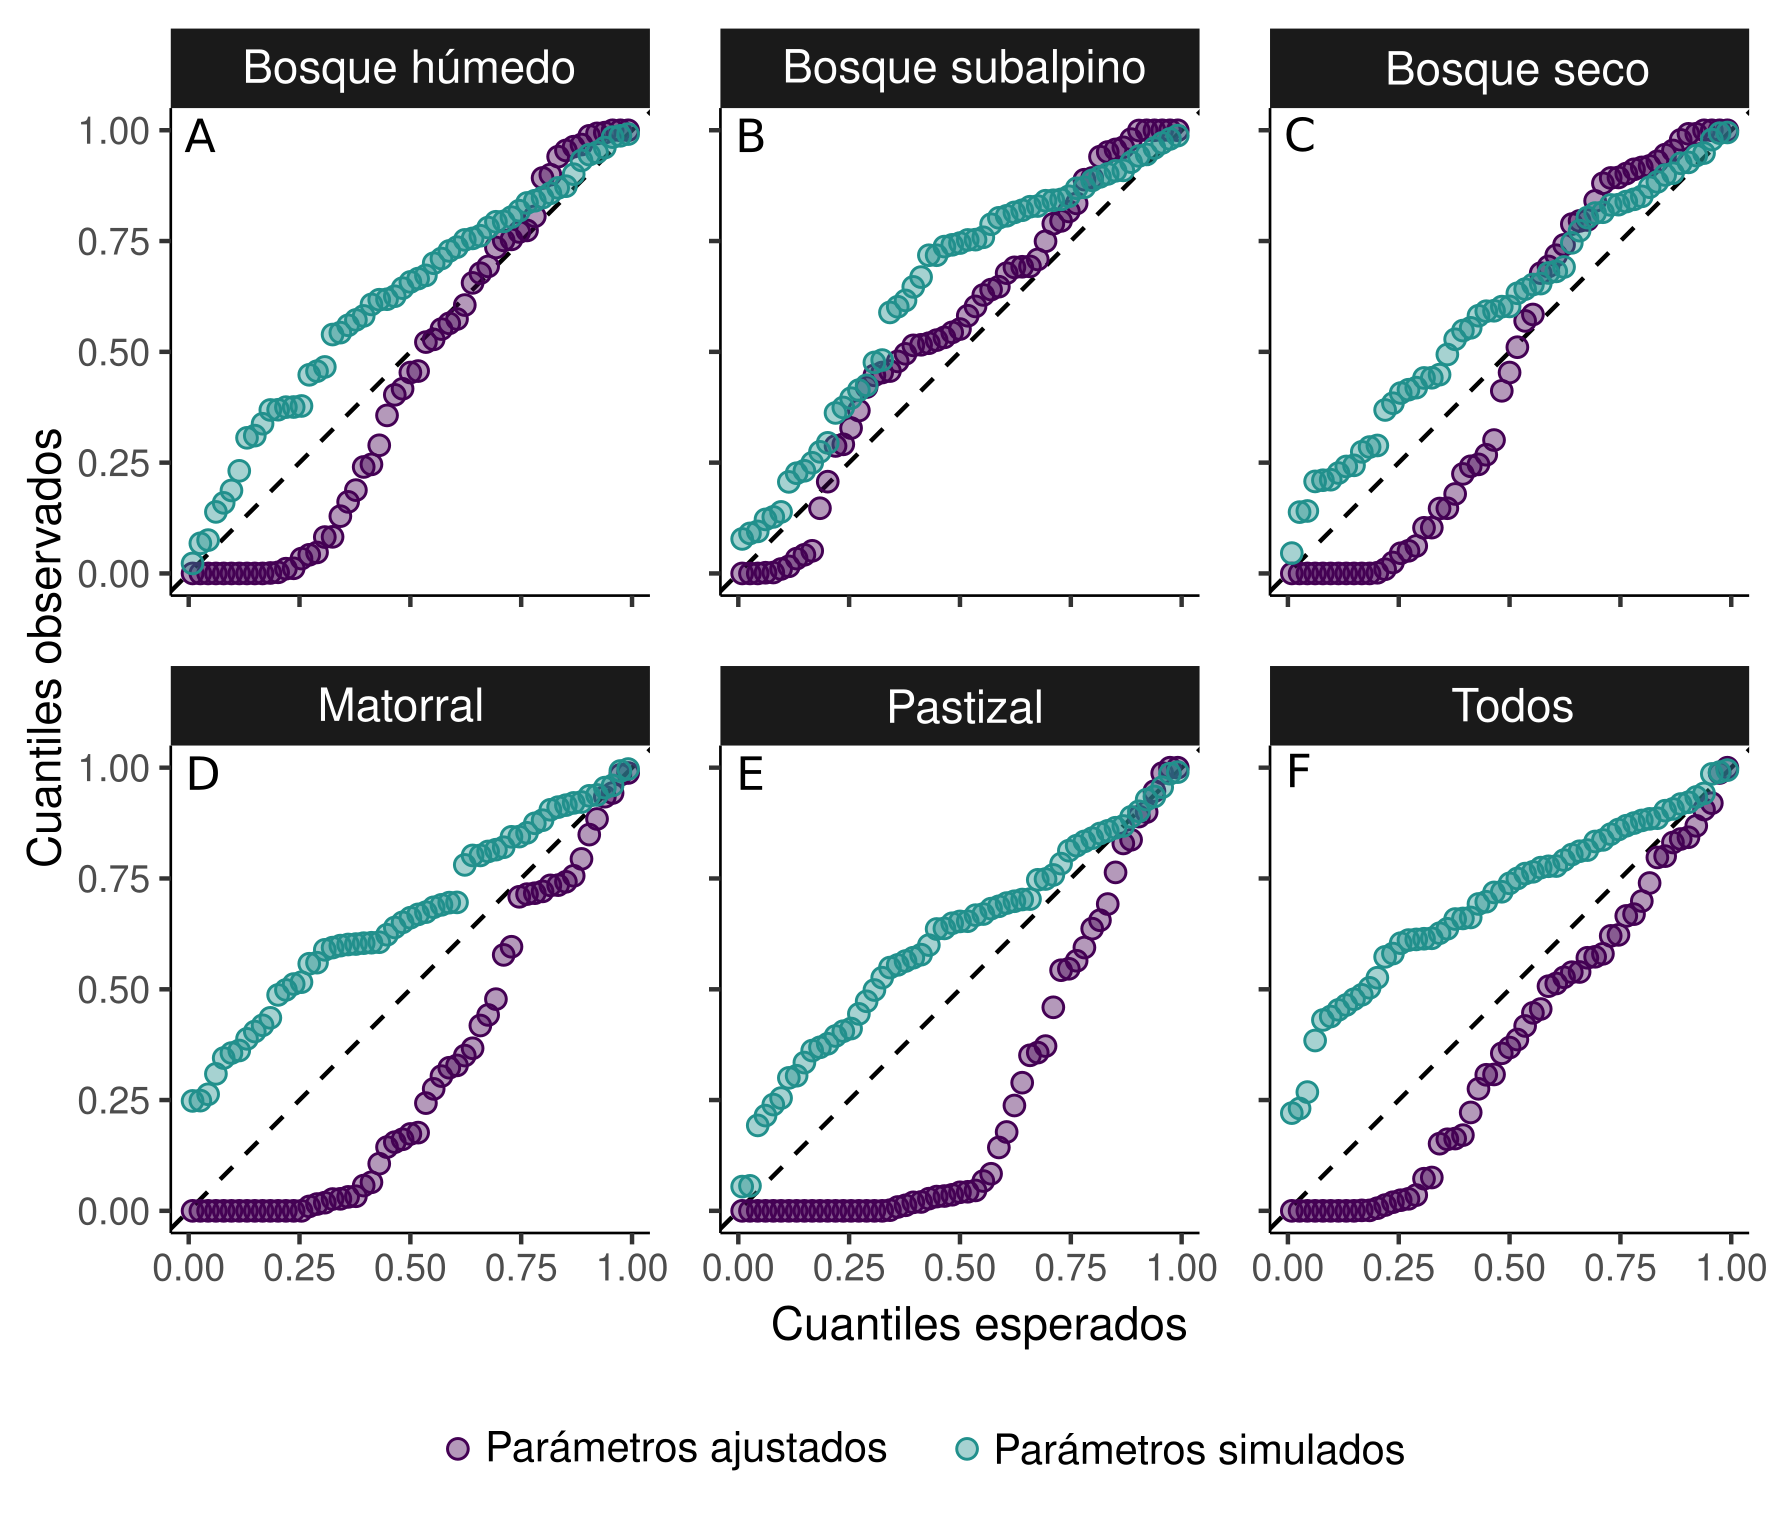 Bosque húmedo
Bosque subalpino
Bosque seco
A
B
C
1.00
0.75
0.50
0.25
0.00
Cuantiles observados
Matorral
Pastizal
Todos
D
E
F
1.00
0.75
0.50
0.25
0.00
0.00 0.25 0.50 0.75 1.00
0.00 0.25 0.50 0.75 1.00
0.00 0.25 0.50 0.75 1.00
Cuantiles esperados
Parámetros ajustados
Parámetros simulados